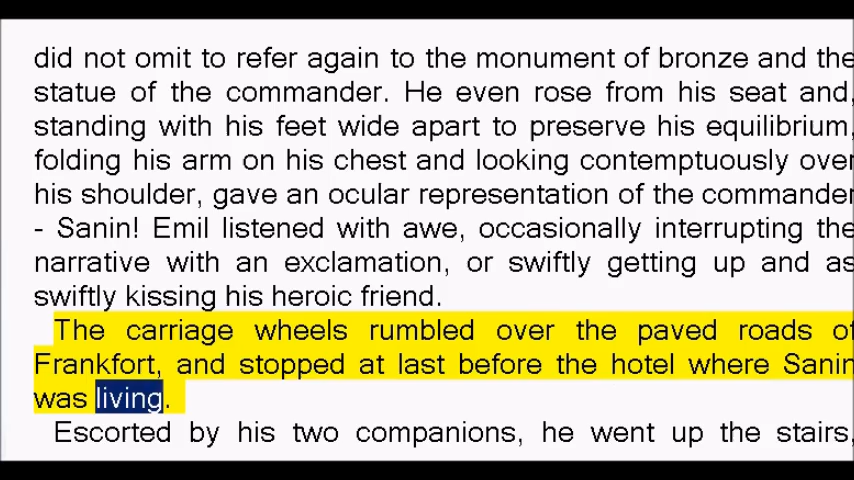 did not omit to refer again to the monument of bronze and the
statue of the commander. He even rose from his seat and,
standing with his feet wide apart to preserve his equilibrium,
folding his arm on his chest and looking contemptuously over
his shoulder, gave an ocular representation of the commander
- Sanin! Emil listened with awe, occasionally interrupting the
narrative with an exclamation, or swiftly getting up and as
swiftly kissing his heroic friend.
The carriage wheels rumbled over the paved roads of
Frankfort, and stopped at last before the hotel where Sanin
was living.
Escorted by his two companions, he went up the stairs,